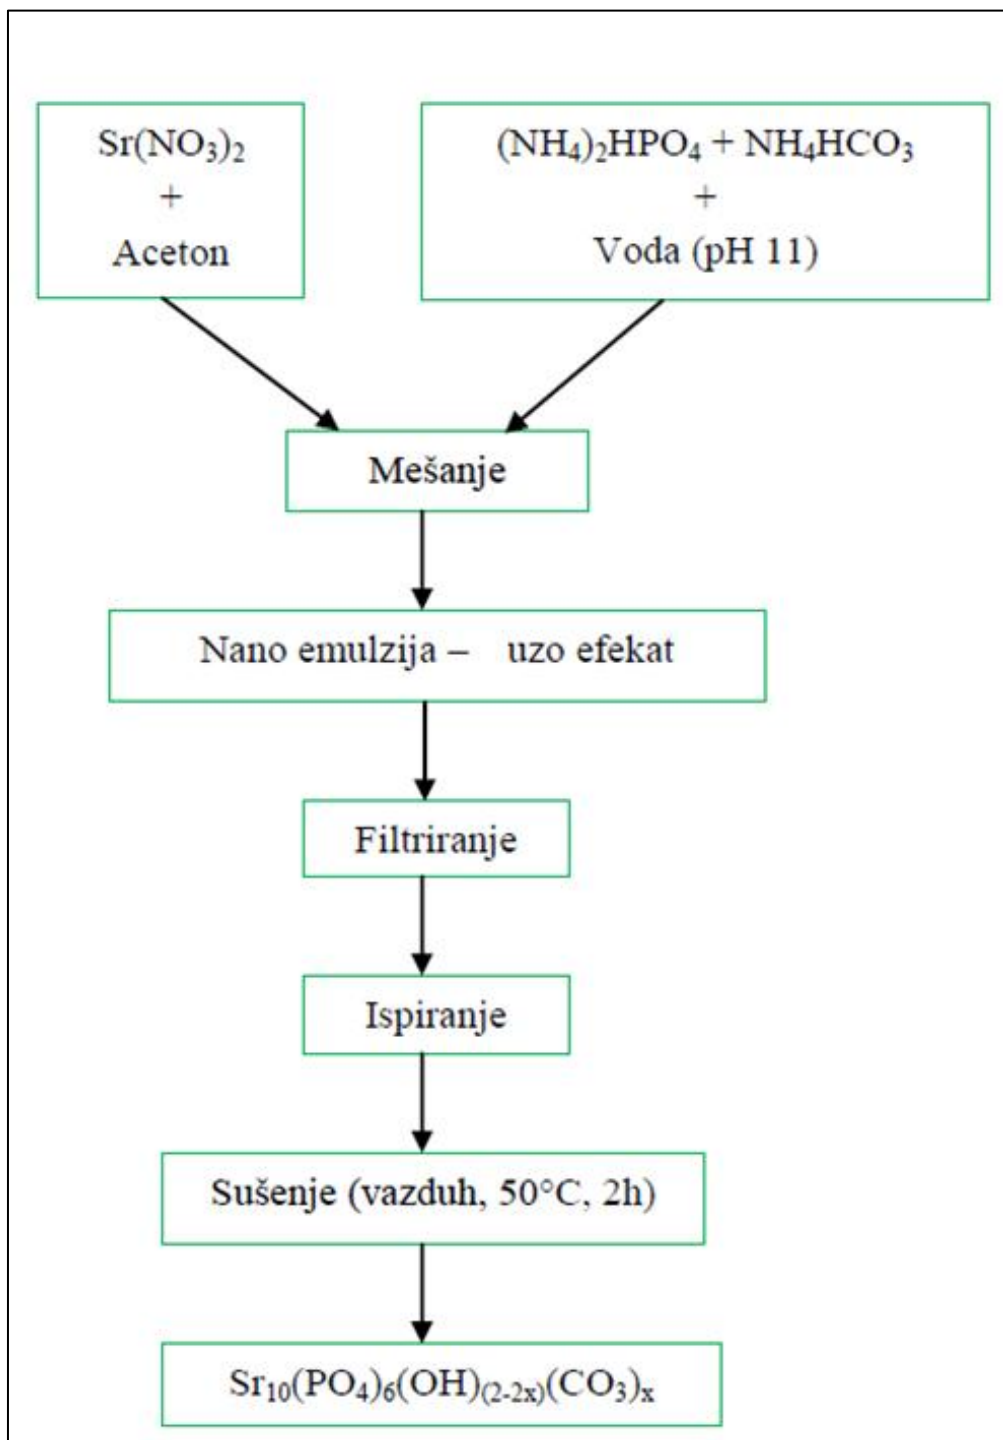 Sr(NO₃)₂
+
Aceton
(NH₄)₂HPO₄ + NH₄HCO₃
+
Voda (pH 11)
Mešanje
Nano emulzija – uzo efekat
Filtriranje
Ispiranje
Sušenje (vazduh, 50°C, 2h)
Sr₁₀(PO₄)₆(OH)₍₂₋₂ₓ₎(CO₃)ₓ